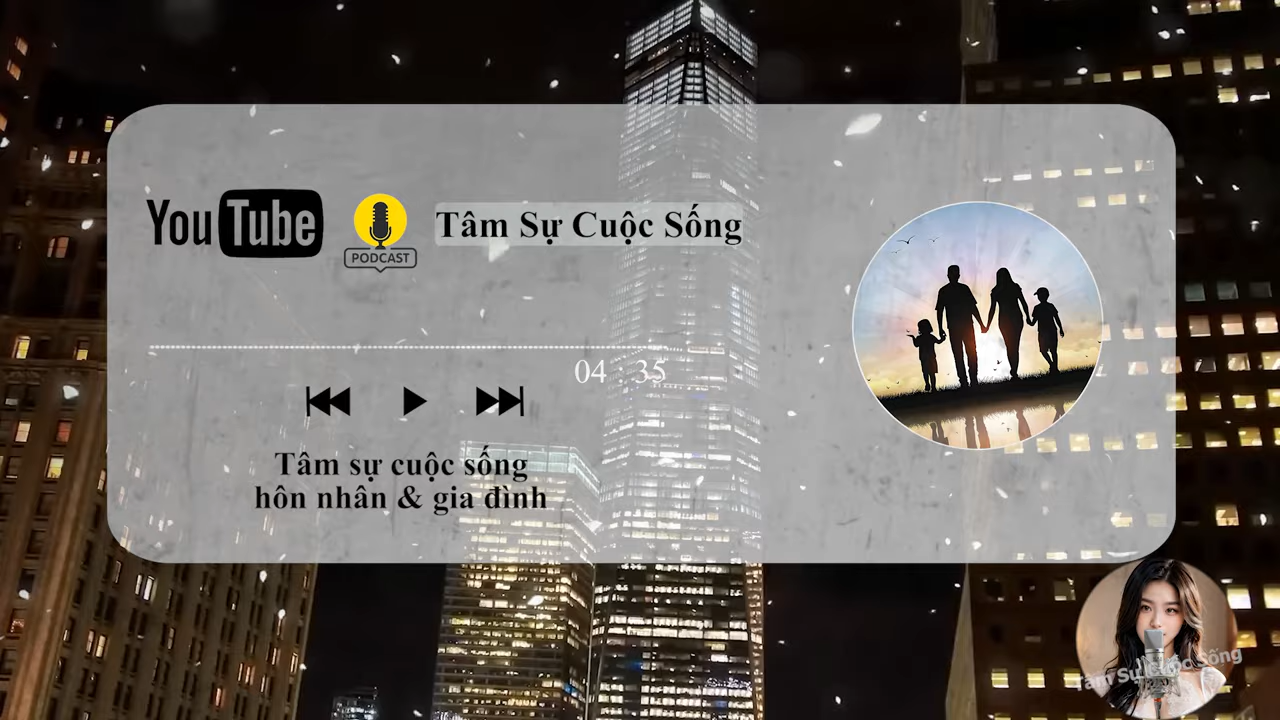 YouTube
PODCAST
Tâm Sự Cuộc Sống
04 35
Tâm sự cuộc sống
hôn nhân & gia đình
Tâm Sự Cuộc Sống